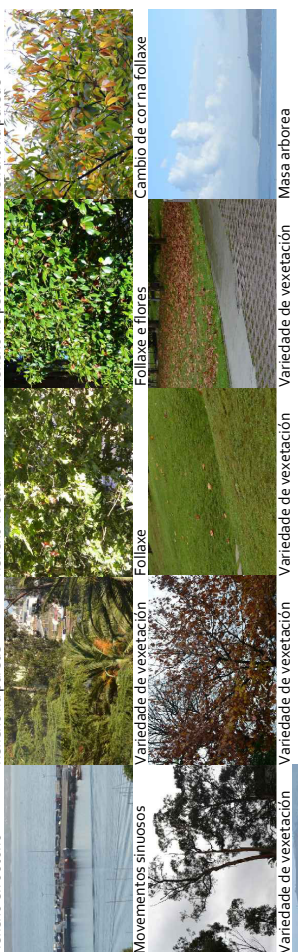 Movementos sinuosos
Variedade de vexetación
Follaxe
Follaxe e flores
Cambio de cor na follaxe
Variedade de vexetación
Variedade de vexetación
Variedade de vexetación
Variedade de vexetación
Masa arborea